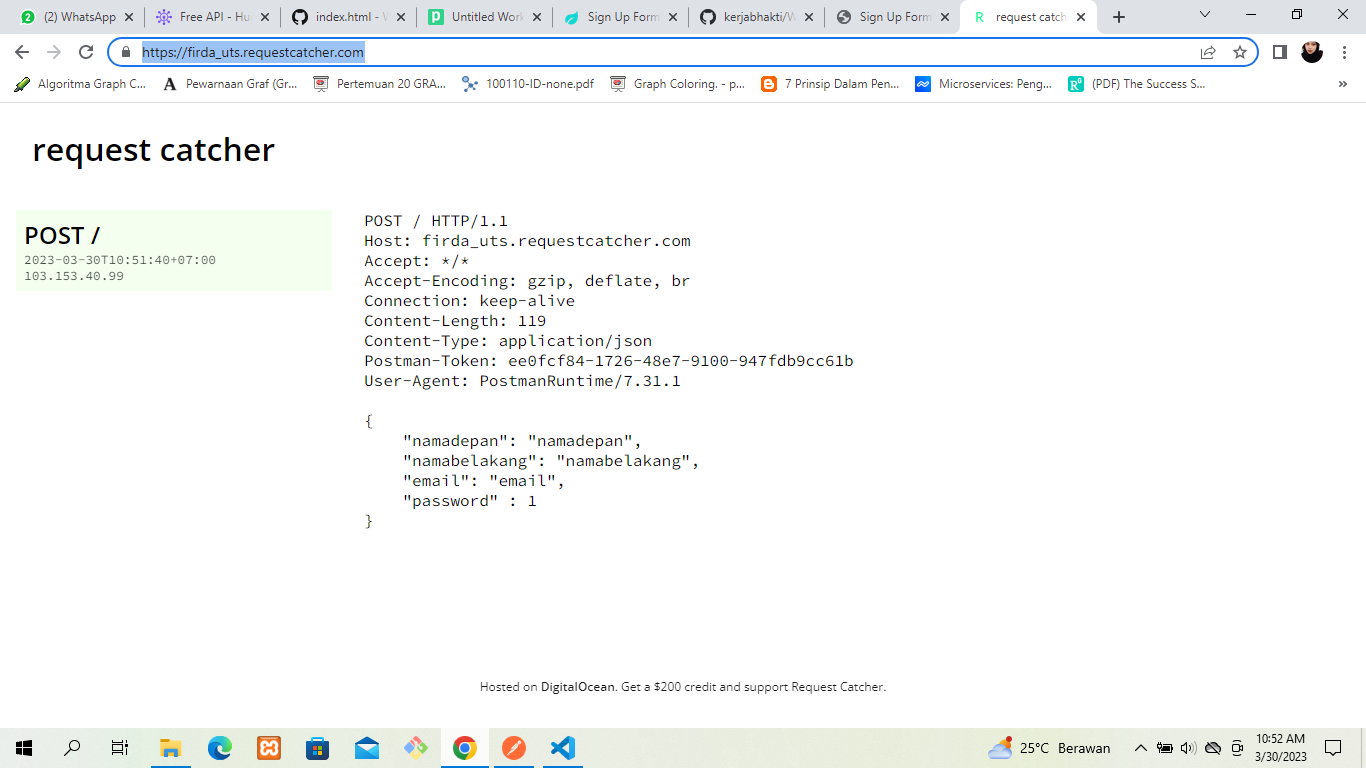 (2) WhatsApp
Free API - Hu
index.html - V
Untitled Work
Sign Up Form
kerjabhakti/W
Sign Up Form
R request catch
https://firda_uts.requestcatcher.com
Algoritma Graph C...
A Pewarnaan Graf (Gr...
Pertemuan 20 GRA...
100110-ID-none.pdf
Graph Coloring. - p...
7 Prinsip Dalam Pen...
Microservices: Peng...
(PDF) The Success S...
»
request catcher
POST /
2023-03-30T10:51:40+07:00
103.153.40.99
POST / HTTP/1.1
Host: firda_uts.requestcatcher.com
Accept: */*
Accept-Encoding: gzip, deflate, br
Connection: keep-alive
Content-Length: 119
Content-Type: application/json
Postman-Token: ee0fcf84-1726-48e7-9100-947fdb9cc61b
User-Agent: PostmanRuntime/7.31.1
{
"namadepan": "namadepan",
"namabelakang": "namabelakang",
"email": "email",
"password" : 1
}
Hosted on DigitalOcean. Get a $200 credit and support Request Catcher.
25°C Berawan
10:52 AM
3/30/2023